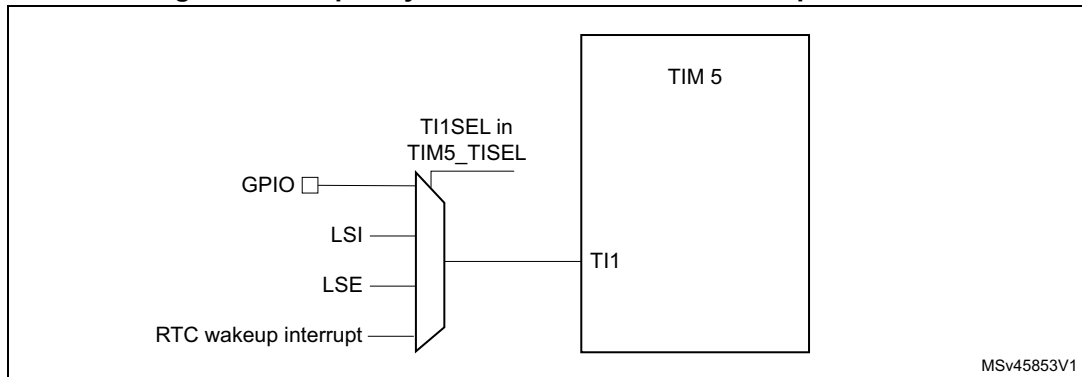 TIM 5
TI1SEL in
TIM5_TISEL
GPIO
LSI
TI1
LSE
RTC wakeup interrupt
MSv45853V1